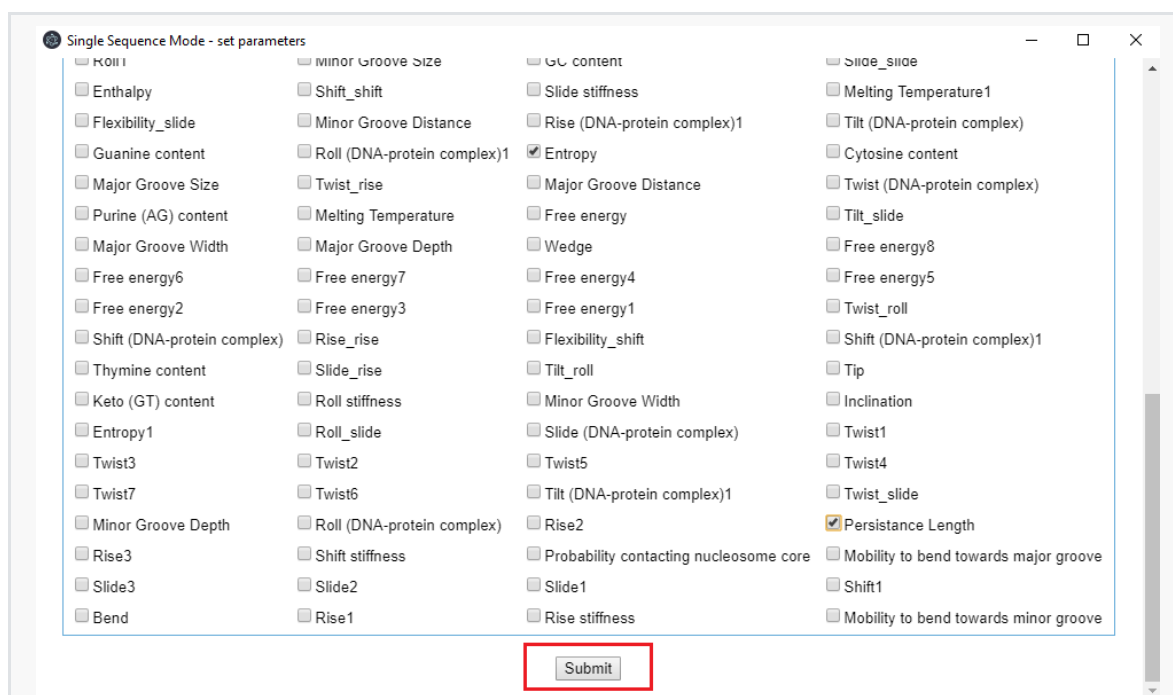 Single Sequence Mode - set parameters
Roll1 Minor Groove Size GC content Slide_slide
Enthalpy Shift_shift Slide stiffness Melting Temperature1
Flexibility_slide Minor Groove Distance Rise (DNA-protein complex)1 Tilt (DNA-protein complex)
Guanine content Roll (DNA-protein complex)1 Entropy Cytosine content
Major Groove Size Twist_rise Major Groove Distance Twist (DNA-protein complex)
Purine (AG) content Melting Temperature Free energy Tilt_slide
Major Groove Width Major Groove Depth Wedge Free energy8
Free energy6 Free energy7 Free energy4 Free energy5
Free energy2 Free energy3 Free energy1 Twist_roll
Shift (DNA-protein complex) Rise_rise Flexibility_shift Shift (DNA-protein complex)1
Thymine content Slide_rise Tilt_roll Tip
Keto (GT) content Roll stiffness Minor Groove Width Inclination
Entropy1 Roll_slide Slide (DNA-protein complex) Twist1
Twist3 Twist2 Twist5 Twist4
Twist7 Twist6 Tilt (DNA-protein complex)1 Twist_slide
Minor Groove Depth Roll (DNA-protein complex) Rise2 Persistance Length
Rise3 Shift stiffness Probability contacting nucleosome core Mobility to bend towards major groove
Slide3 Slide2 Slide1 Shift1
Bend Rise1 Rise stiffness Mobility to bend towards minor groove
Submit